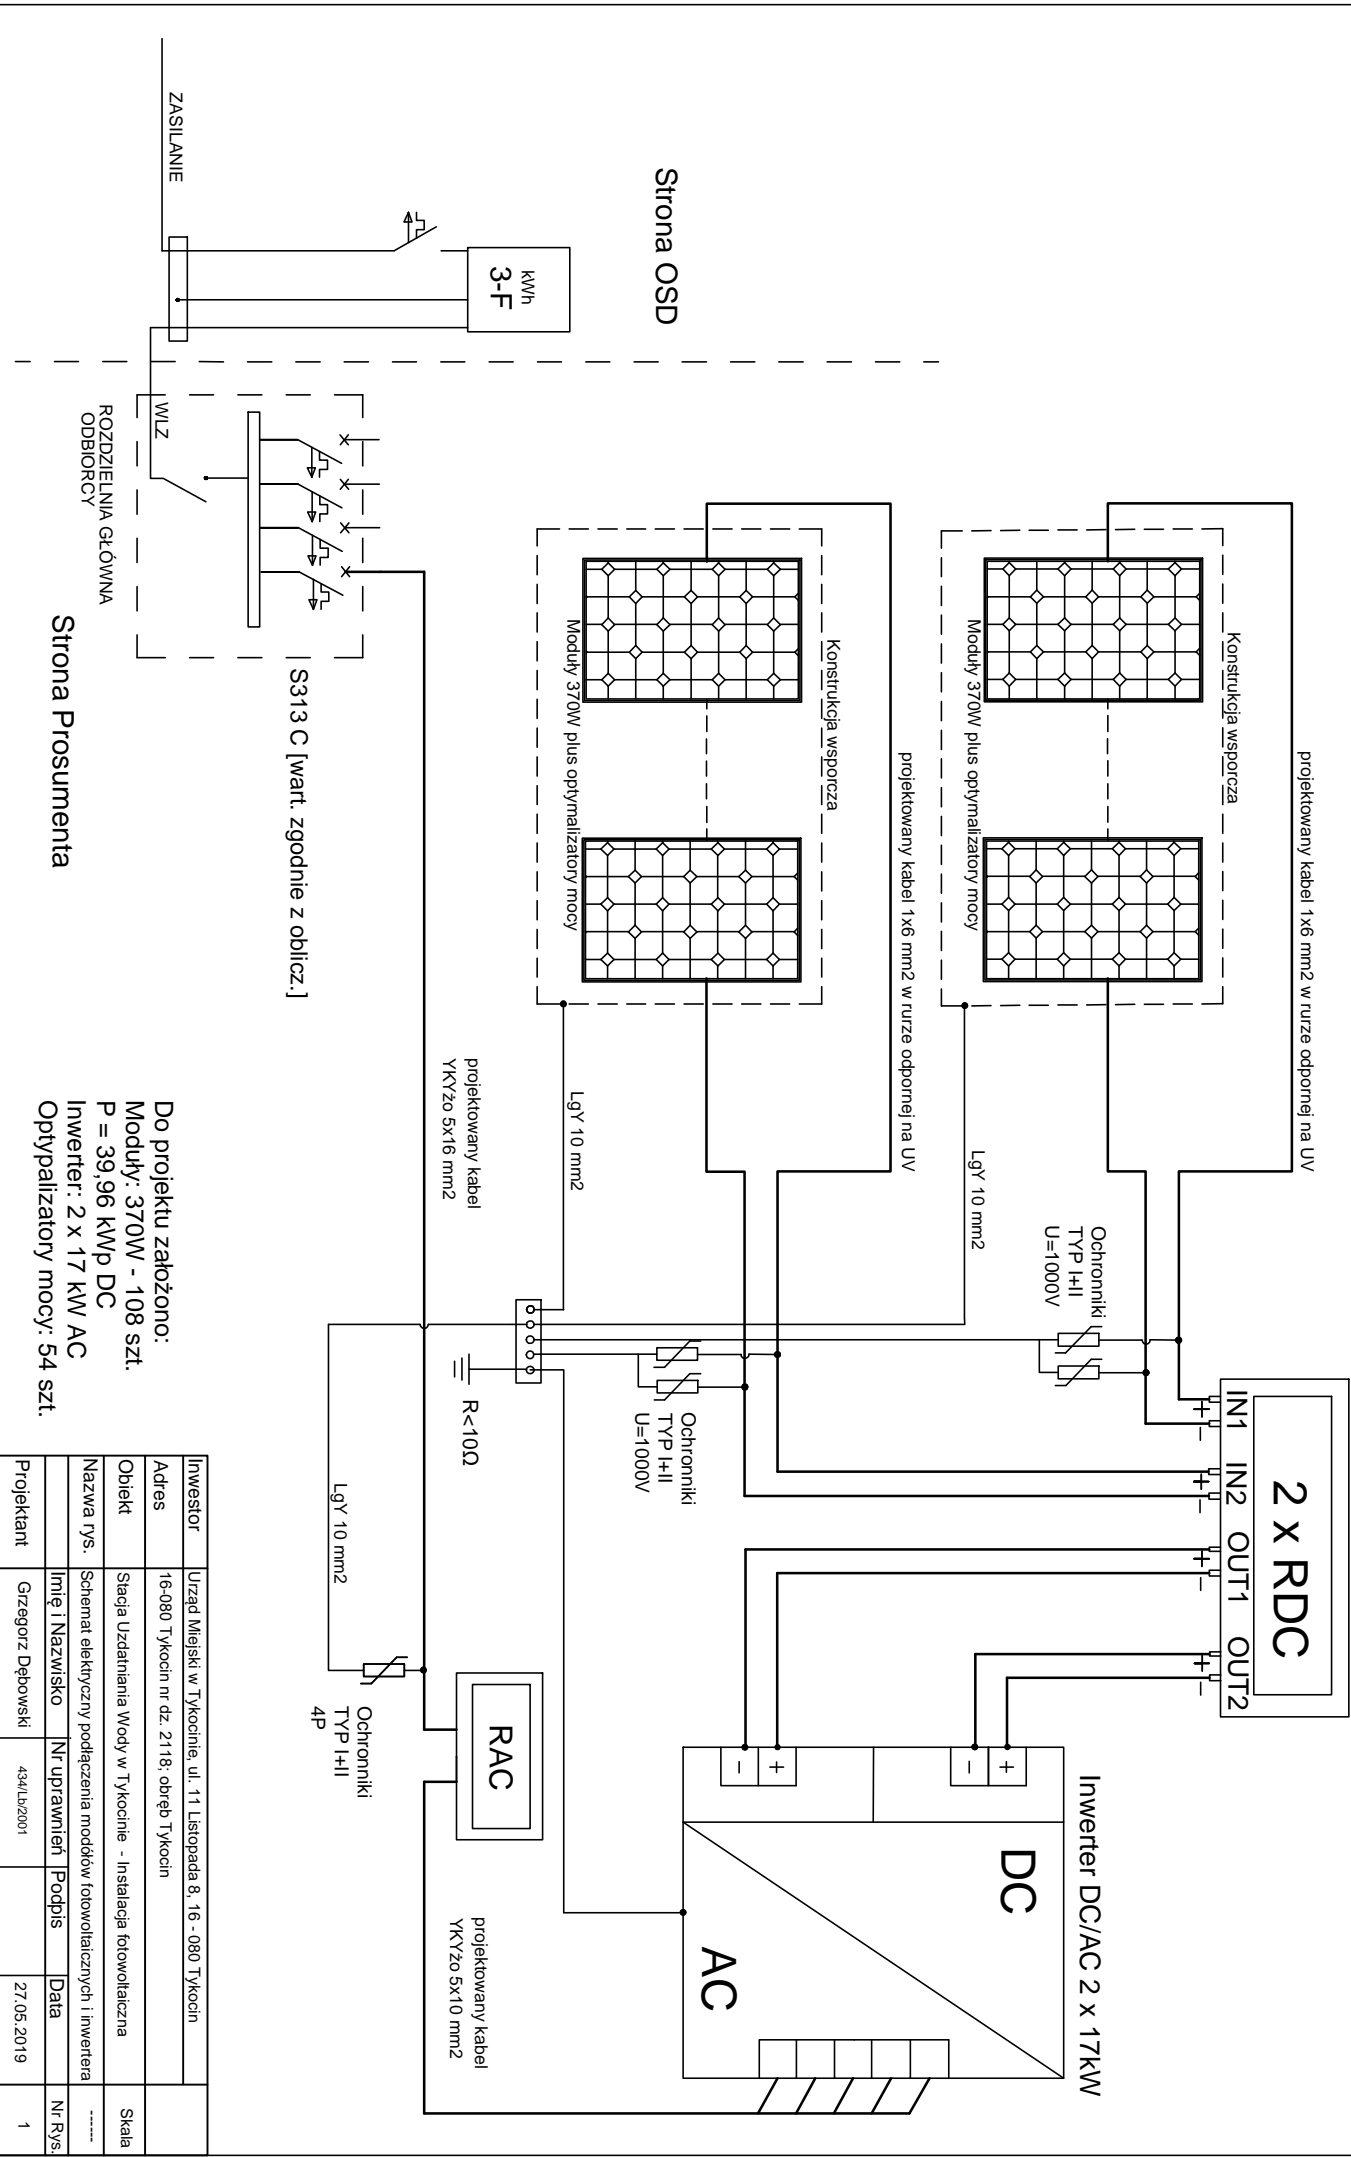 Strona OSD
ZASILANIE
kWh
3-F
WLZ
ROZDZIELNIA GŁÓWNA
ODBIORCY
Strona Prosumenta
S313 C [wart. zgodnie z oblicz.]
projektowany kabel 1x6 mm2 w rurze odpornej na UV
Konstrukcja wsporcza
Moduły 370W plus optymalizatory mocy
projektowany kabel 1x6 mm2 w rurze odpornej na UV
Konstrukcja wsporcza
Moduły 370W plus optymalizatory mocy
LgY 10 mm2
LgY 10 mm2
projektowany kabel
YKYżo 5x16 mm2
Ochronniki
TYP I+II
U=1000V
Ochronniki
TYP I+II
U=1000V
R<10Ω
LgY 10 mm2
2 x RDC
IN1 IN2 OUT1 OUT2
+ − + − + − + −
Inwerter DC/AC 2 x 17kW
− +
− +
DC
AC
RAC
Ochronniki
TYP I+II
4P
projektowany kabel
YKYżo 5x10 mm2
Do projektu założono:
Moduły: 370W - 108 szt.
P = 39,96 kWp DC
Inwerter: 2 x 17 kW AC
Optypalizatory mocy: 54 szt.
Inwestor Urząd Miejski w Tykocinie, ul. 11 Listopada 8, 16 - 080 Tykocin
Adres 16-080 Tykocin nr dz. 2118; obręb Tykocin
Obiekt Stacja Uzdatniania Wody w Tykocinie - Instalacja fotowoltaiczna Skala
Nazwa rys. Schemat elektryczny podłączenia modółów fotowoltaicznych i inwertera ------
Imię i Nazwisko Nr uprawnień Podpis Data Nr Rys.
Projektant Grzegorz Dębowski 434/Lb/2001 27.05.2019 1